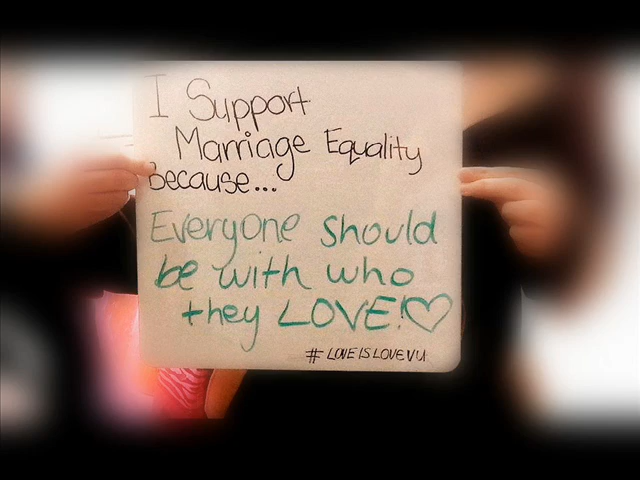 I Support
Marriage Equality
because...
Everyone should
be with who
they LOVE!♡
#LOVEISLOVEVU